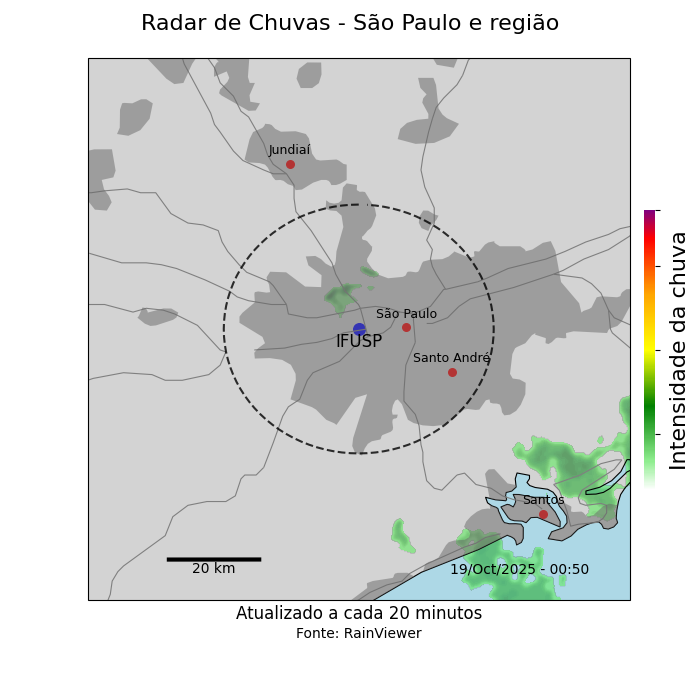 Radar de Chuvas - São Paulo e região
Jundiaí
São Paulo
IFUSP
Santo André
Intensidade da chuva
Santos
20 km
19/Oct/2025 - 00:50
Atualizado a cada 20 minutos
Fonte: RainViewer